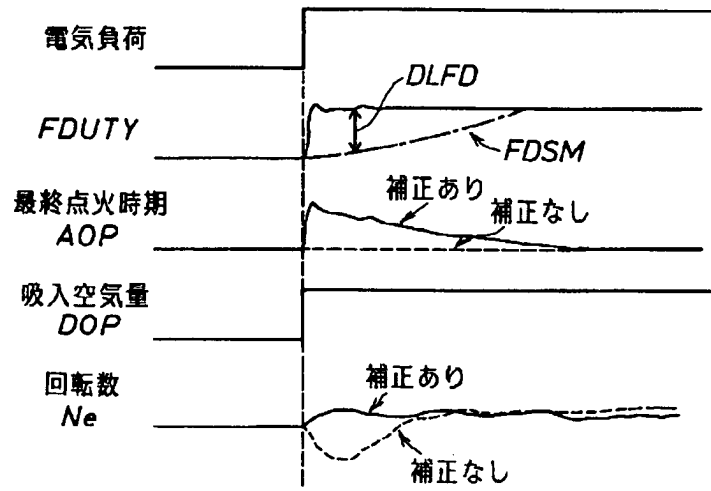 電気負荷
DLFD
FDUTY
FDSM
最終点火時期
AOP
補正あり
補正なし
吸入空気量
DOP
回転数
Ne
補正あり
補正なし